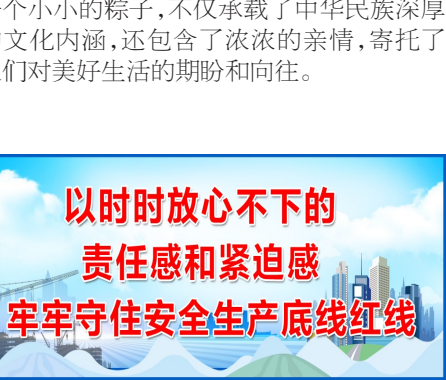 个小小的粽子,不仅承载了中华民族深厚
文化内涵,还包含了浓浓的亲情,寄托了
们对美好生活的期盼和向往。
以时时放心不下的
责任感和紧迫感
牢牢守住安全生产底线红线